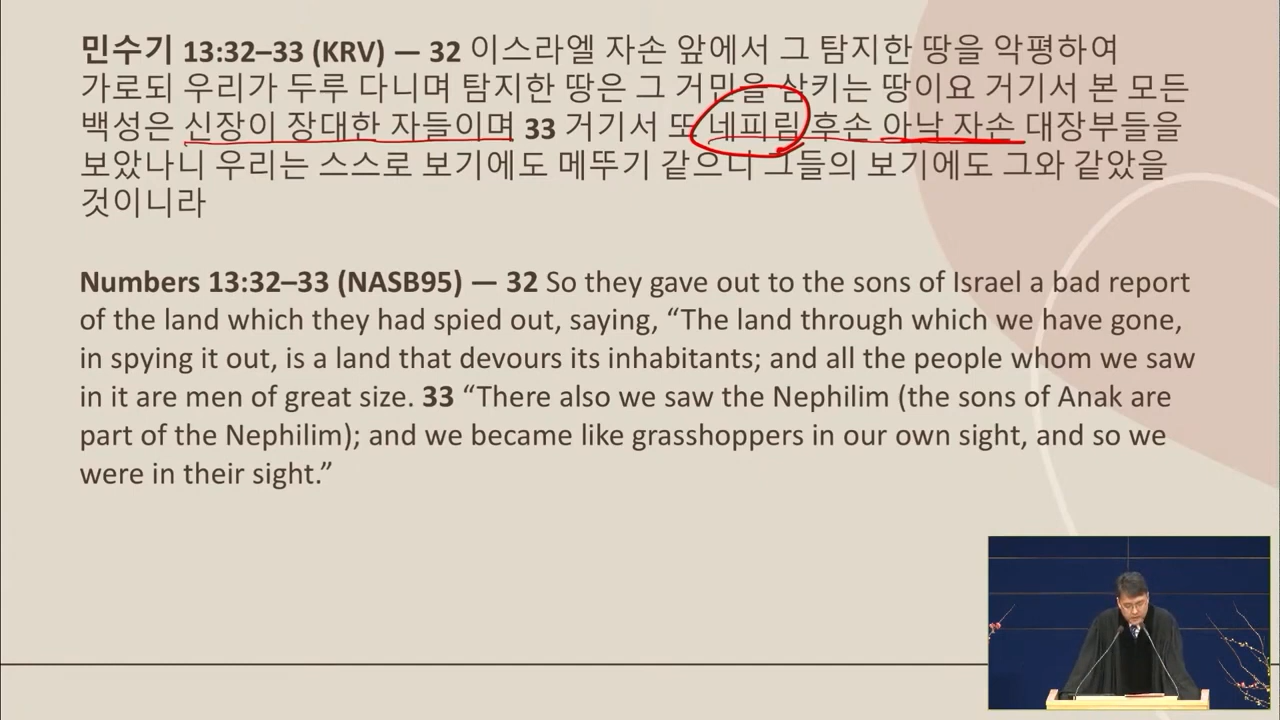 민수기 13:32–33 (KRV) — 32 이스라엘 자손 앞에서 그 탐지한 땅을 악평하여
가로되 우리가 두루 다니며 탐지한 땅은 그 거민을 삼키는 땅이요 거기서 본 모든
백성은 신장이 장대한 자들이며 33 거기서 또 네피림 후손 아낙 자손 대장부들을
보았나니 우리는 스스로 보기에도 메뚜기 같으니 그들의 보기에도 그와 같았을
것이니라
Numbers 13:32–33 (NASB95) — 32 So they gave out to the sons of Israel a bad report
of the land which they had spied out, saying, “The land through which we have gone,
in spying it out, is a land that devours its inhabitants; and all the people whom we saw
in it are men of great size. 33 “There also we saw the Nephilim (the sons of Anak are
part of the Nephilim); and we became like grasshoppers in our own sight, and so we
were in their sight.”